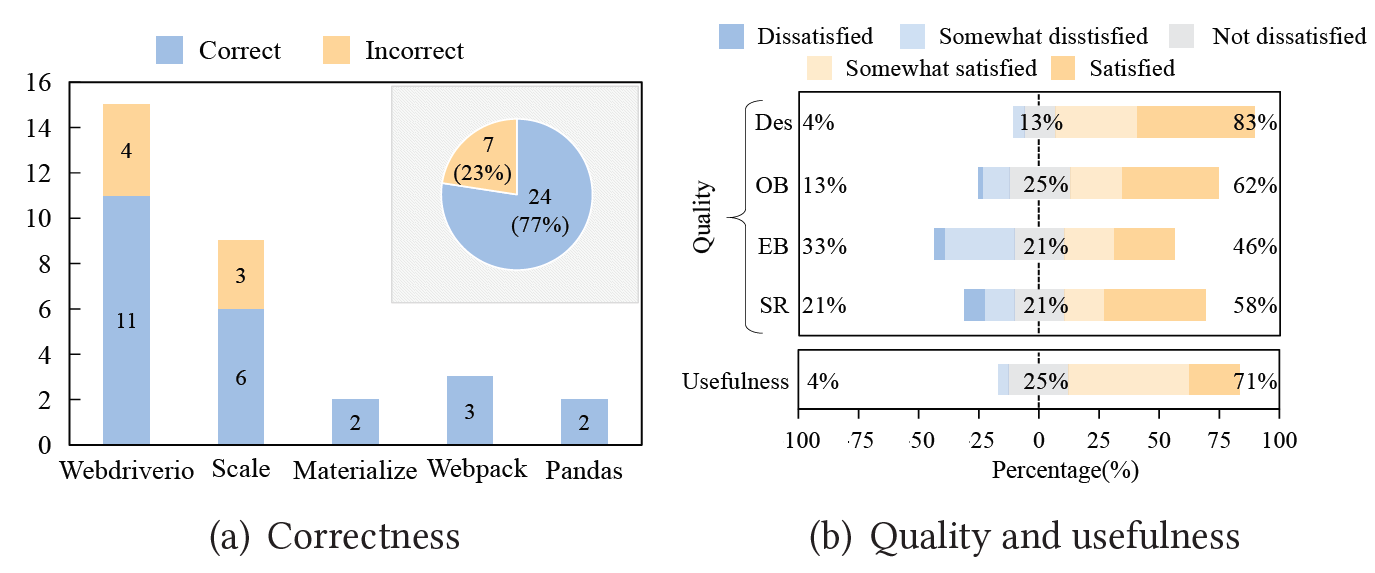 Correct Incorrect
16
14
12
10
8
6
4
2
0
4
11
3
6
2
3
2
7
(23%)
24
(77%)
Webdriverio Scale Materialize Webpack Pandas
(a) Correctness
Dissatisfied Somewhat disstisfied Not dissatisfied
Somewhat satisfied Satisfied
Quality
Des 4% 13% 83%
OB 13% 25% 62%
EB 33% 21% 46%
SR 21% 21% 58%
Usefulness 4% 25% 71%
100 -75 -50 -25 0 25 50 75 100
Percentage(%)
(b) Quality and usefulness